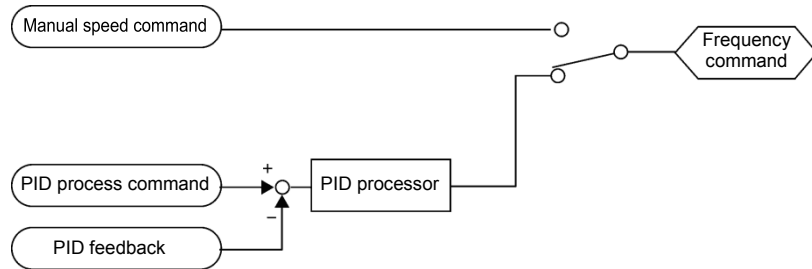 Manual speed command
Frequency
command
+
PID process command
PID processor
−
PID feedback